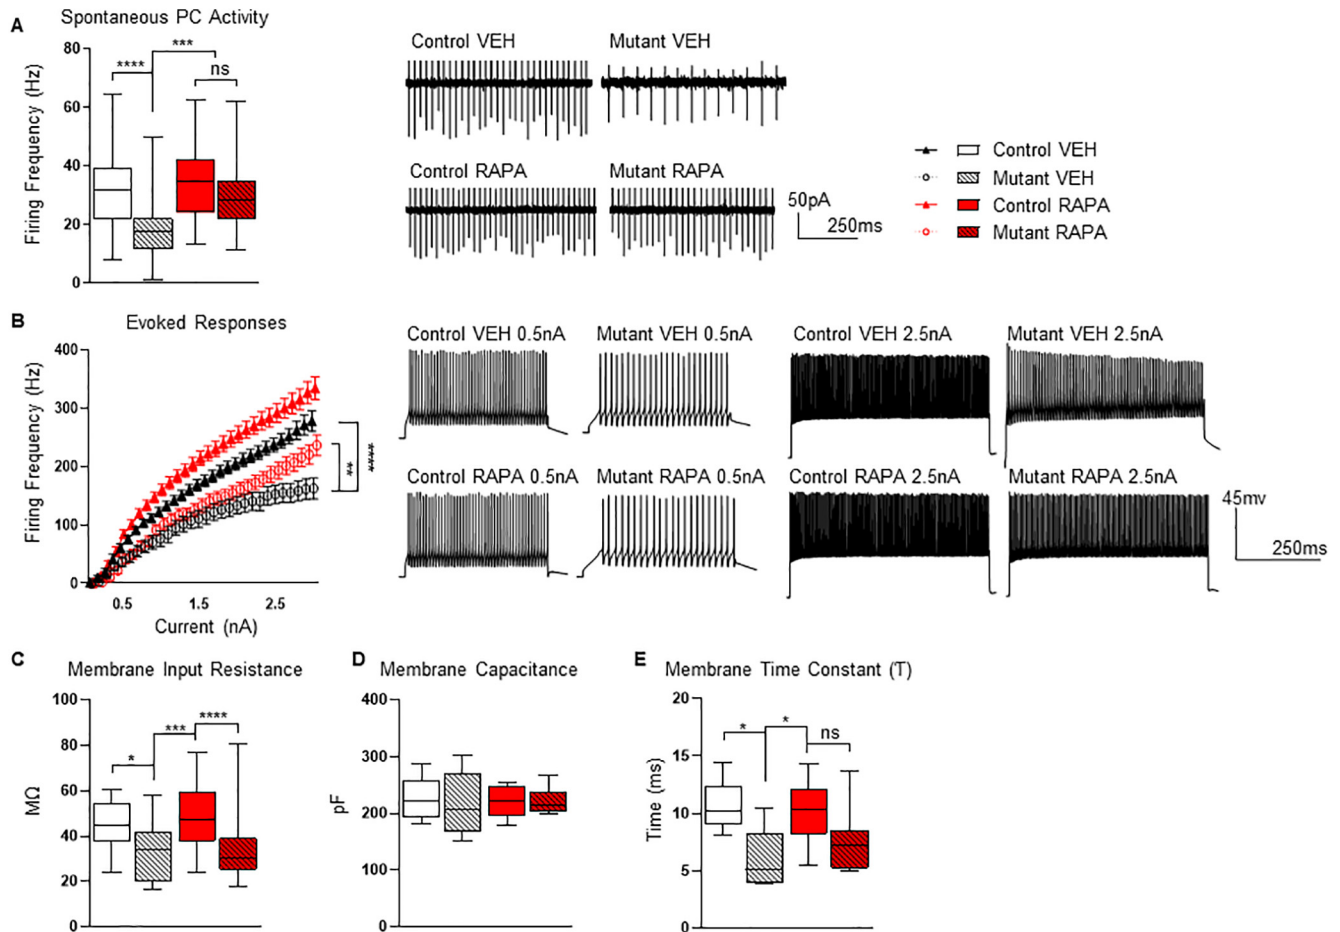 A
Spontaneous PC Activity
Firing Frequency (Hz)
80
60
40
20
0
****
***
ns
Control VEH
Mutant VEH
Control RAPA
Mutant RAPA
50pA
250ms
Control VEH
Mutant VEH
Control RAPA
Mutant RAPA
B
Evoked Responses
Firing Frequency (Hz)
400
300
200
100
0
0.5
1.5
2.5
Current (nA)
**
****
Control VEH 0.5nA
Mutant VEH 0.5nA
Control VEH 2.5nA
Mutant VEH 2.5nA
Control RAPA 0.5nA
Mutant RAPA 0.5nA
Control RAPA 2.5nA
Mutant RAPA 2.5nA
45mv
250ms
C
Membrane Input Resistance
MΩ
100
80
60
40
20
0
*
***
****
D
Membrane Capacitance
pF
400
300
200
100
0
E
Membrane Time Constant (T)
Time (ms)
20
15
10
5
0
*
*
ns